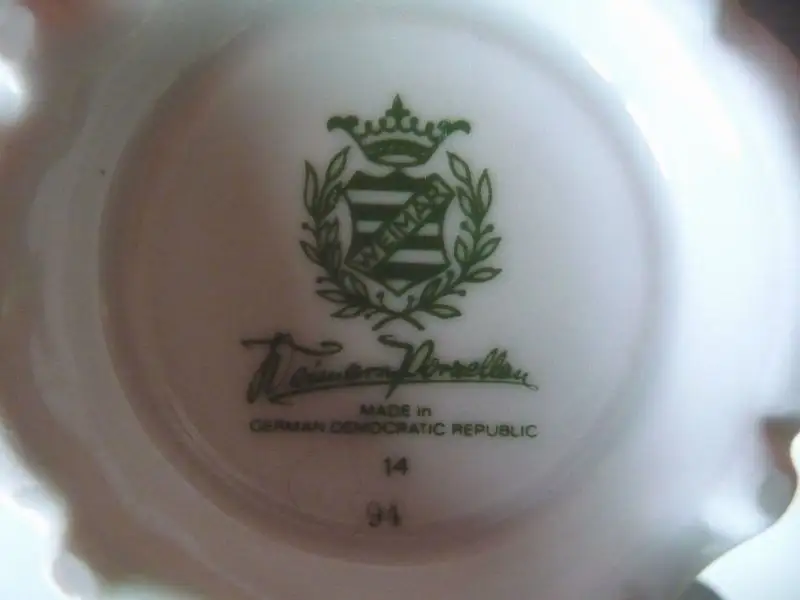 WEIMAR
Weimar Porzellan
MADE in
GERMAN DEMOCRATIC REPUBLIC
14
94